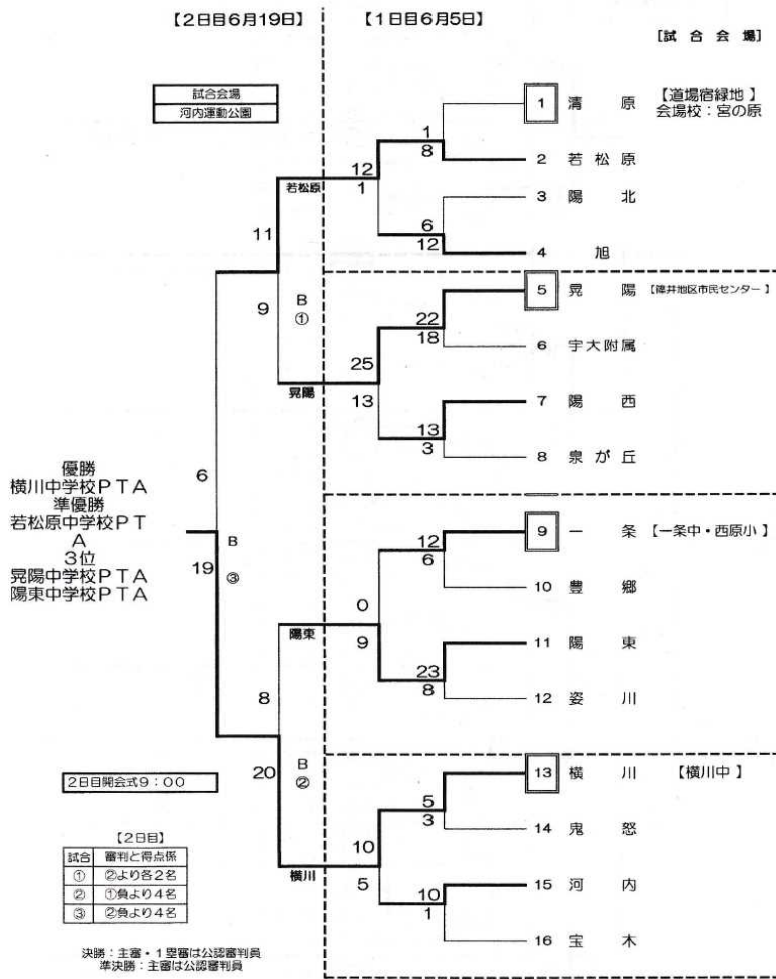 【2日目6月19日】 【1日目6月5日】
[試合会場]
試合会場
河内運動公園
1 清原 【道場宿緑地】
会場校：宮の原
1
8
2 若松原
12
若松原
1
3 陽北
6
12
4 旭
11
9
B
①
5 晃陽 【篠井地区市民センター】
22
18
6 宇大附属
25
晃陽
13
7 陽西
13
3
8 泉が丘
優勝
横川中学校PTA
準優勝
若松原中学校PT
A
3位
晃陽中学校PTA
陽東中学校PTA
6
19
B
③
9 一条 【一条中・西原小】
12
6
10 豊郷
0
陽東
9
11 陽東
23
8
12 姿川
8
20
B
②
13 横川 【横川中】
5
3
14 鬼怒
10
横川
5
15 河内
10
1
16 宝木
2日目開会式9：00
【2日目】
試合 審判と得点係
① ②より各2名
② ①負より4名
③ ②負より4名
決勝：主審・1塁審は公認審判員
準決勝：主審は公認審判員